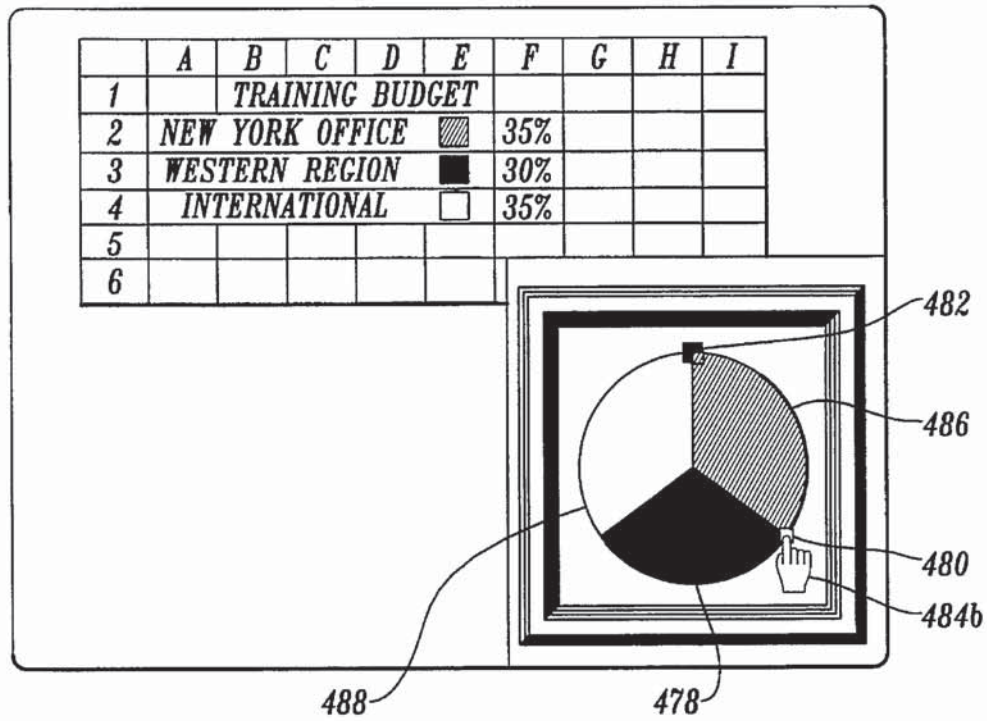 A B C D E F G H I
1 TRAINING BUDGET
2 NEW YORK OFFICE 35%
3 WESTERN REGION 30%
4 INTERNATIONAL 35%
5
6
482
486
480
484b
488 478